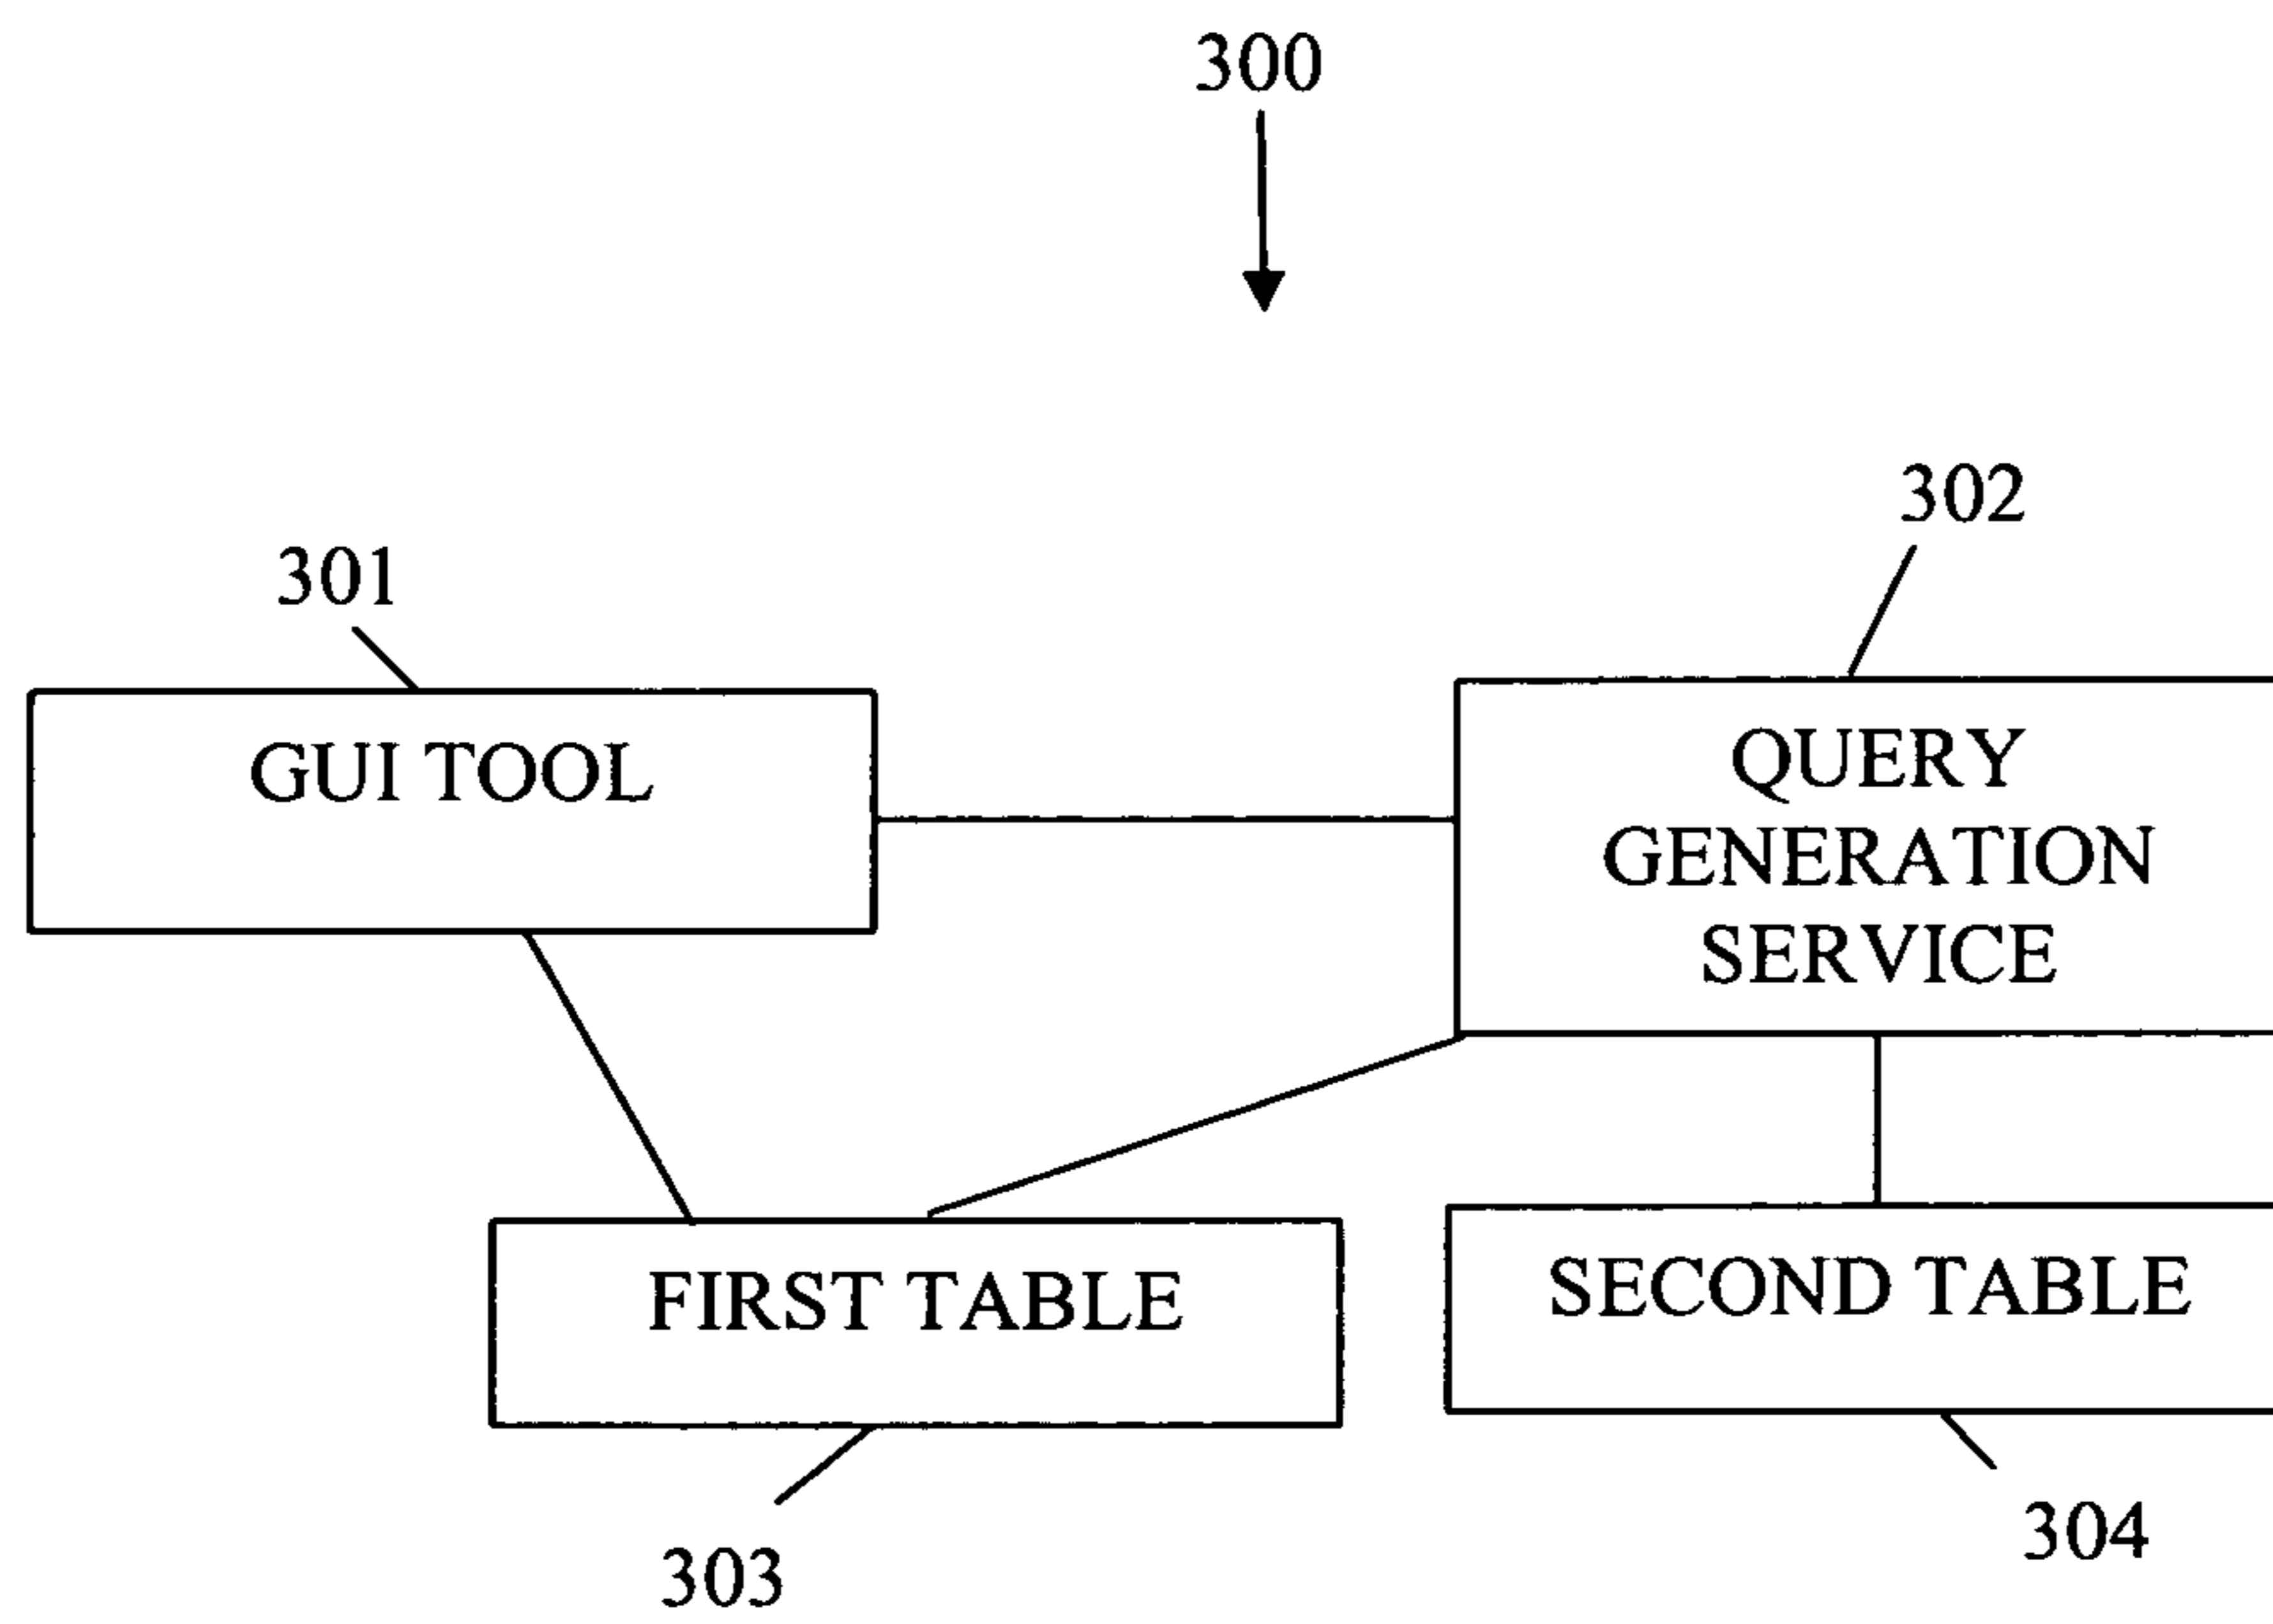 300
302
301
GUI TOOL
QUERY
GENERATION
SERVICE
FIRST TABLE
SECOND TABLE
304
303